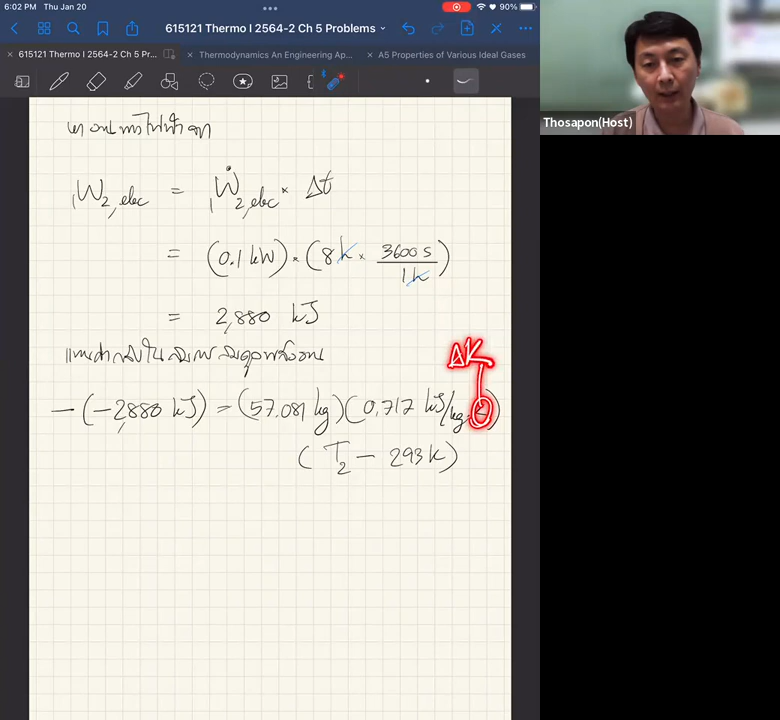 6:02 PM Thu Jan 20
90%
615121 Thermo I 2564-2 Ch 5 Problems
615121 Thermo I 2564-2 Ch 5 Pr...
Thermodynamics An Engineering Ap...
A5 Properties of Various Ideal Gases
Thosapon(Host)
₁W₂,elec = ₁Ẇ₂,elec × Δt
= (0.1 kW) × (8h × 3600 s / 1h)
= 2,880 kJ
ΔK
-(-2,880 kJ) = (57.081 kg)(0.717 kJ/kg·K)
(T₂ - 293K)